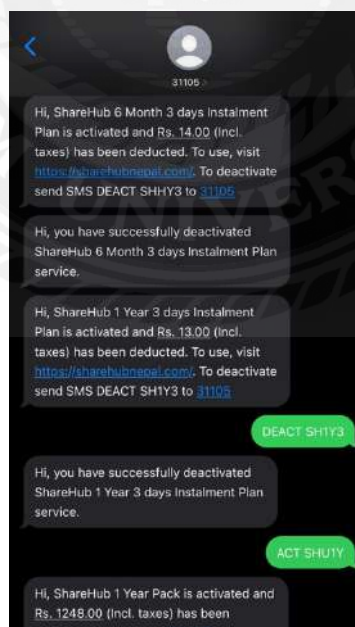 31105
Hi, ShareHub 6 Month 3 days Instalment
Plan is activated and Rs. 14.00 (Incl.
taxes) has been deducted. To use, visit
https://sharehubnepal.com/. To deactivate
send SMS DEACT SHHY3 to 31105
Hi, you have successfully deactivated
ShareHub 6 Month 3 days Instalment Plan
service.
Hi, ShareHub 1 Year 3 days Instalment
Plan is activated and Rs. 13.00 (Incl.
taxes) has been deducted. To use, visit
https://sharehubnepal.com/. To deactivate
send SMS DEACT SH1Y3 to 31105
DEACT SH1Y3
Hi, you have successfully deactivated
ShareHub 1 Year 3 days Instalment Plan
service.
ACT SHU1Y
Hi, ShareHub 1 Year Pack is activated and
Rs. 1248.00 (Incl. taxes) has been